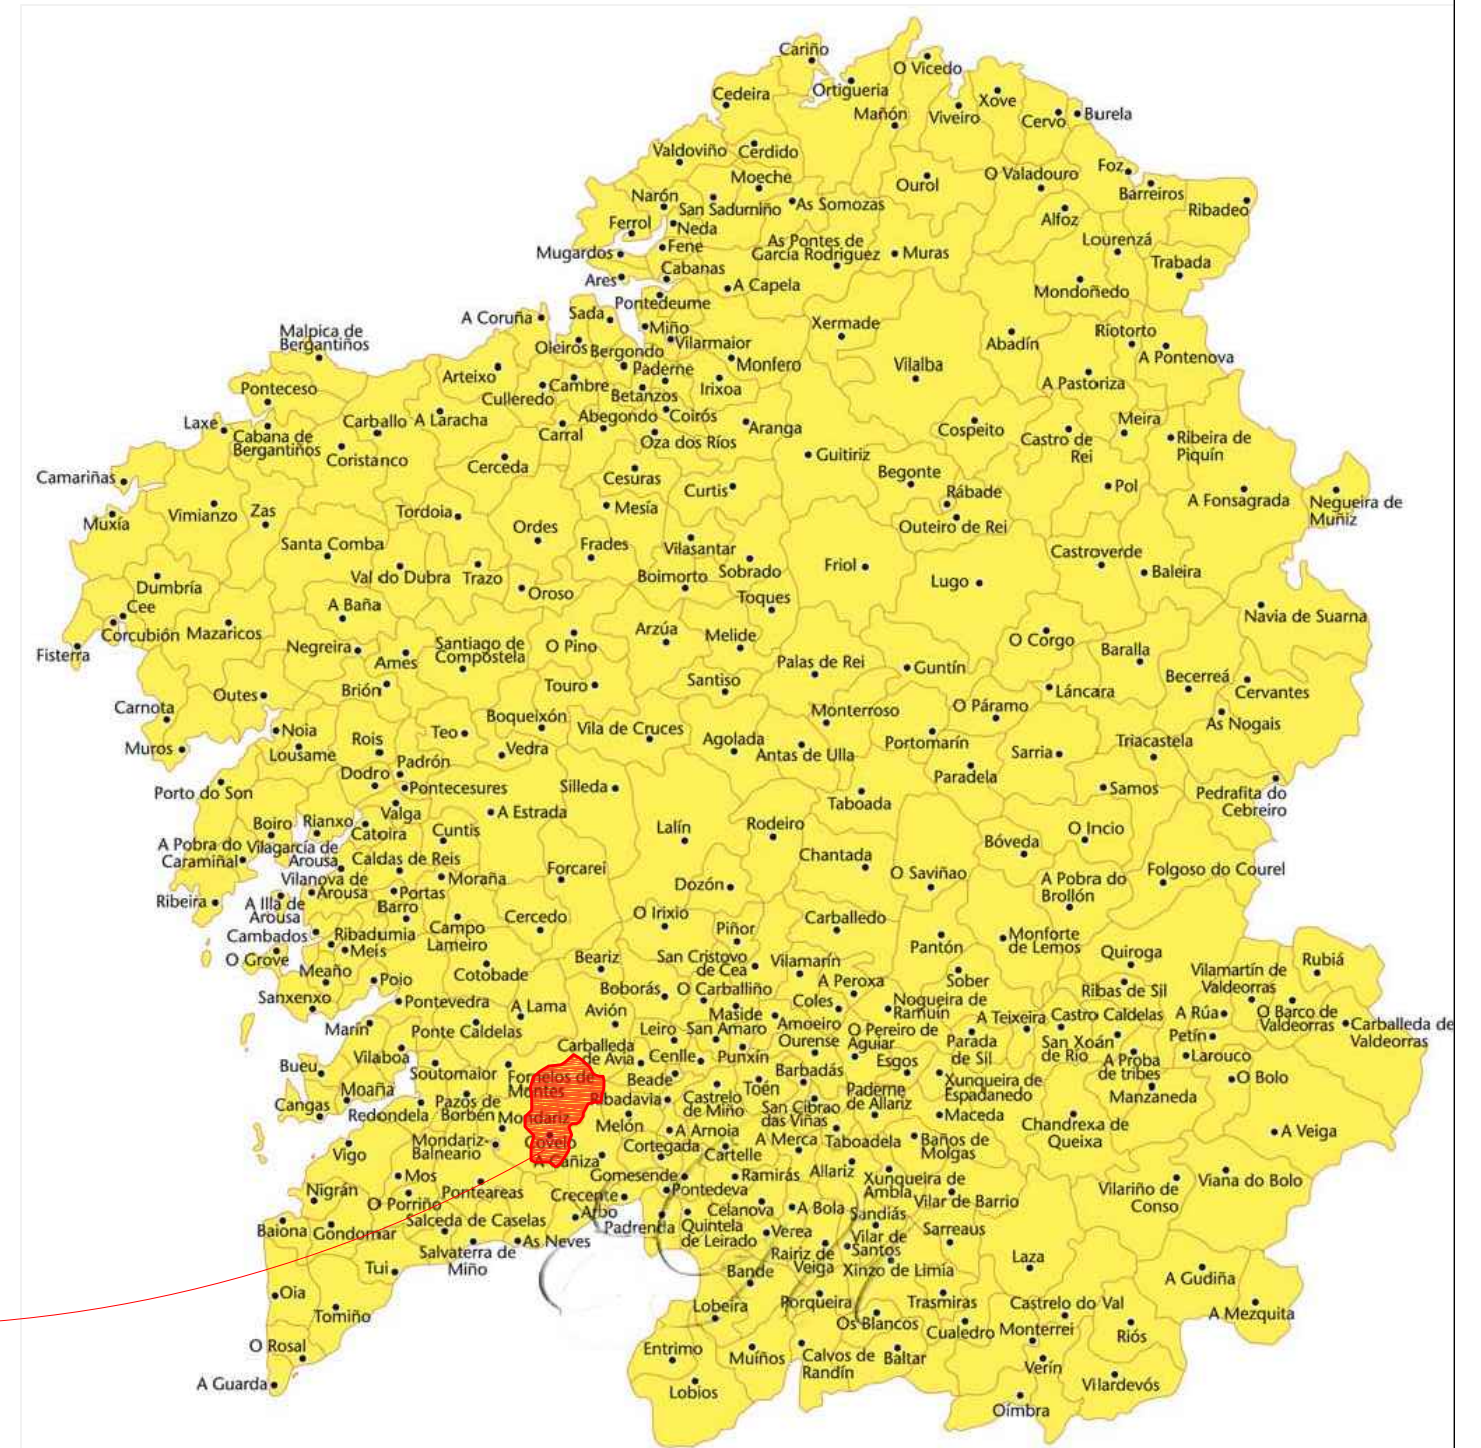 Cariño
O Vicedo
Ortigueria
Cedeira
Xove
Mañón
Viveiro
Cervo
Burela
Valdoviño
Cerdido
Moeche
Ourol
O Valadouro
Foz
Barreiros
Narón
San Sadurniño
As Somozas
Ribadeo
Ferrol
Neda
Alfoz
Fene
As Pontes de
García Rodriguez
Muras
Lourenzá
Mugardos
Trabada
Cabanas
Ares
A Capela
Mondoñedo
Pontedeume
A Coruña
Sada
Miño
Xermade
Riotorto
Malpica de
Bergantiños
Oleiros
Bergondo
Vilarmaior
Abadín
A Pontenova
Monfero
Vilalba
Arteixo
Paderne
Cambre
Irixoa
A Pastoriza
Ponteceso
Culleredo
Betanzos
Laxe
Carballo
A Laracha
Abegondo
Coirós
Aranga
Meira
Cabana de
Bergantiños
Carral
Oza dos Ríos
Cospeito
Castro de
Rei
Ribeira de
Piquín
Coristanco
Guitiriz
Cerceda
Camariñas
Cesuras
Begonte
Curtis
Rábade
Pol
A Fonsagrada
Negueira de
Muñiz
Muxía
Vimianzo
Zas
Tordoia
Mesía
Ordes
Outeiro de Rei
Santa Comba
Frades
Vilasantar
Castroverde
Val do Dubra
Trazo
Boimorto
Sobrado
Friol
Lugo
Baleira
Dumbría
Oroso
Toques
Cee
A Baña
Corcubión
Mazaricos
Navia de Suarna
Arzúa
Melide
O Corgo
Fisterra
Negreira
Santiago de
Compostela
O Pino
Baralla
Ames
Palas de Rei
Guntín
Becerreá
Brión
Touro
Santiso
Láncara
Cervantes
Outes
Carnota
O Páramo
Boqueixón
Monterroso
As Nogais
Noia
Teo
Vila de Cruces
Muros
Rois
Agolada
Portomarín
Triacastela
Lousame
Vedra
Antas de Ulla
Sarria
Padrón
Dodro
Paradela
Porto do Son
Pontecesures
Silleda
Samos
Pedrafita do
Cebreiro
Taboada
Valga
A Estrada
Boiro
Rianxo
Catoira
Cuntis
Lalín
Rodeiro
O Incio
A Pobra do
Caramiñal
Vilagarcía de
Arousa
Bóveda
Caldas de Reis
Chantada
Forcarei
Folgoso do Courel
Vilanova de
Arousa
Moraña
O Saviñao
A Pobra do
Brollón
Portas
Dozón
Ribeira
A Illa de
Arousa
Barro
Campo
Lameiro
Cercedo
O Irixio
Carballedo
Cambados
Ribadumia
Piñor
Monforte
de Lemos
Meis
Pantón
Quiroga
O Grove
Beariz
San Cristovo
de Cea
Vilamarín
Rubiá
Meaño
Cotobade
Vilamartín de
Valdeorras
Poio
Boborás
O Carballiño
A Peroxa
Sober
Ribas de Sil
Sanxenxo
Pontevedra
A Lama
Avión
Coles
Noqueira de
Ramuin
A Teixeira
Castro Caldelas
A Rúa
O Barco de
Valdeorras
Maside
Marín
Ponte Caldelas
Leiro
San Amaro
Amoeiro
O Pereiro de
Aguiar
Parada
de Sil
San Xoán
de Río
Petín
Carballeda de
Valdeorras
Carballeda
de Avia
Ourense
Vilaboa
Cenlle
Punxín
A Proba
de tribes
Larouco
Bueu
Soutomaior
Fornelos de
Montes
Beade
Barbadás
Esgos
Xunqueira de
Espadanedo
O Bolo
Moaña
Toén
Manzaneda
Cangas
Redondela
Pazos de
Borbén
Ribadavia
Castrelo
de Miño
San Cibrao
das Viñas
Paderne
de Allariz
Maceda
Mondariz
Melón
Chandrexa de
Queixa
A Arnoia
A Merca
Taboadela
Baños de
Molgas
A Veiga
Vigo
Mondariz-
Balneario
Covelo
Cortegada
Cartelle
A Cañiza
Allariz
Mos
Gomesende
Ramirás
Xunqueira de
Ambla
Vilariño de
Conso
Viana do Bolo
Nigrán
Ponteareas
Crecente
Pontedeva
Vilar de Barrio
O Porriño
Celanova
A Bola
Sandiás
Arbo
Baiona
Gondomar
Salceda de Caselas
Padrenda
Quintela
de Leirado
Verea
Sarreaus
Salvaterra de
Miño
As Neves
Vilar de
Santos
Laza
Rairiz de
Veiga
Tui
Bande
Xinzo de Limia
A Gudiña
Oia
Lobeira
Porqueira
Trasmiras
Castrelo do Val
A Mezquita
Tomiño
Os Blancos
Cualedro
Monterrei
Riós
O Rosal
Entrimo
Muíños
Calvos de
Randín
Baltar
Verín
A Guarda
Lobios
Vilardevós
Oímbra